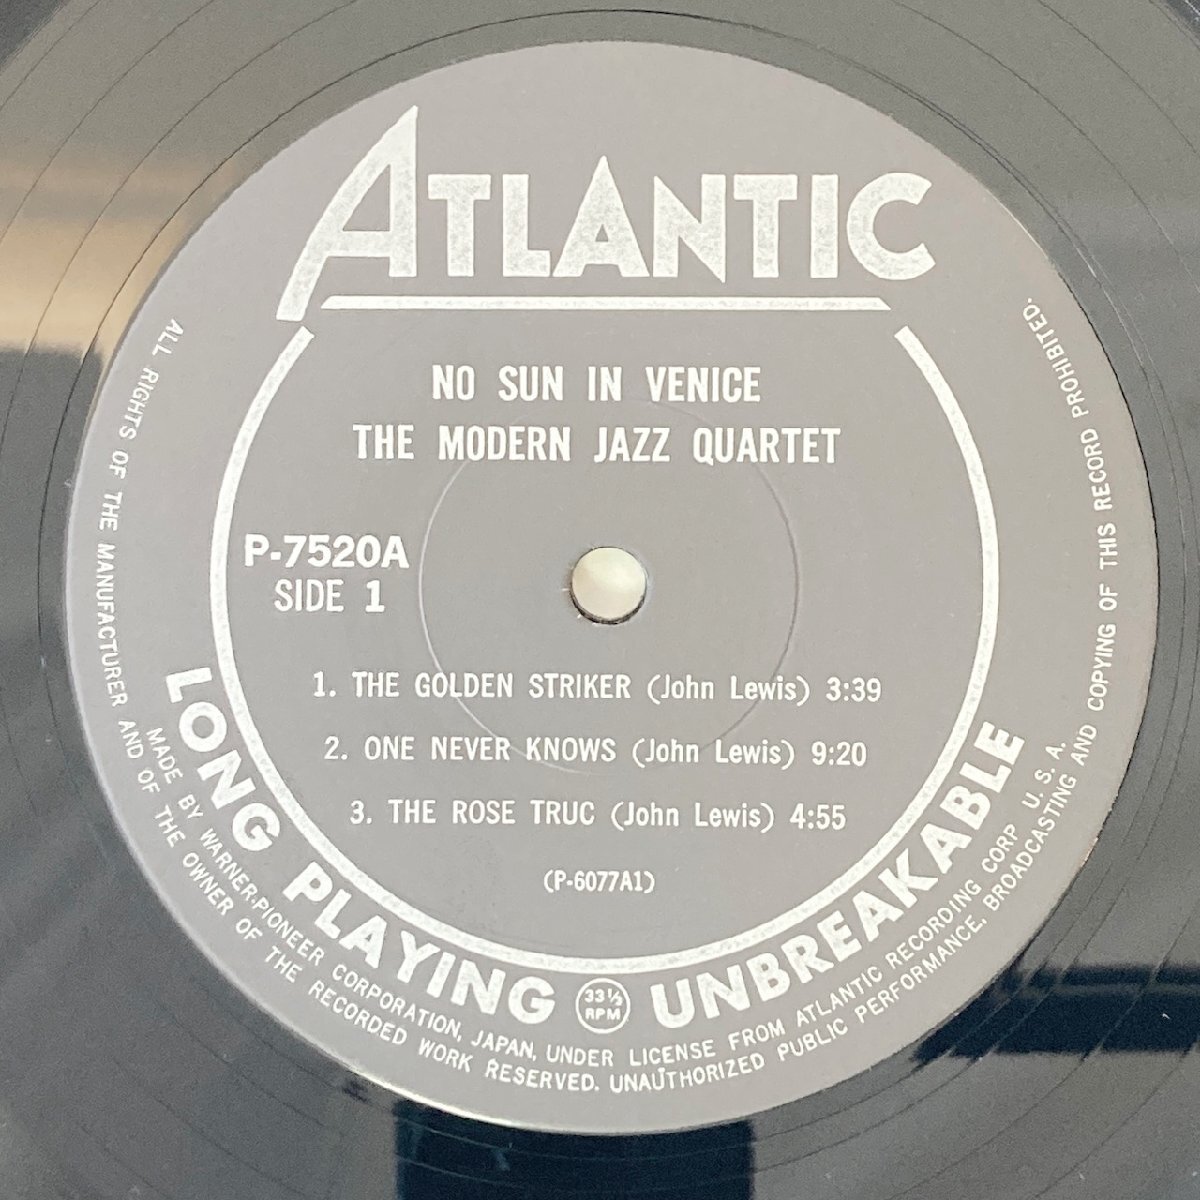 ATLANTIC
NO SUN IN VENICE
THE MODERN JAZZ QUARTET
P-7520A
SIDE 1
1. THE GOLDEN STRIKER (John Lewis) 3:39
2. ONE NEVER KNOWS (John Lewis) 9:20
3. THE ROSE TRUC (John Lewis) 4:55
(P-6077A1)
LONG PLAYING 33 1/3 RPM UNBREAKABLE
MADE BY WARNER-PIONEER CORPORATION, JAPAN, UNDER LICENSE FROM ATLANTIC RECORDING CORP U. S. A.
ALL RIGHTS OF THE MANUFACTURER AND OF THE OWNER OF THE RECORDED WORK RESERVED. UNAUTHORIZED PUBLIC PERFORMANCE, BROADCASTING AND COPYING OF THIS RECORD PROHIBITED.